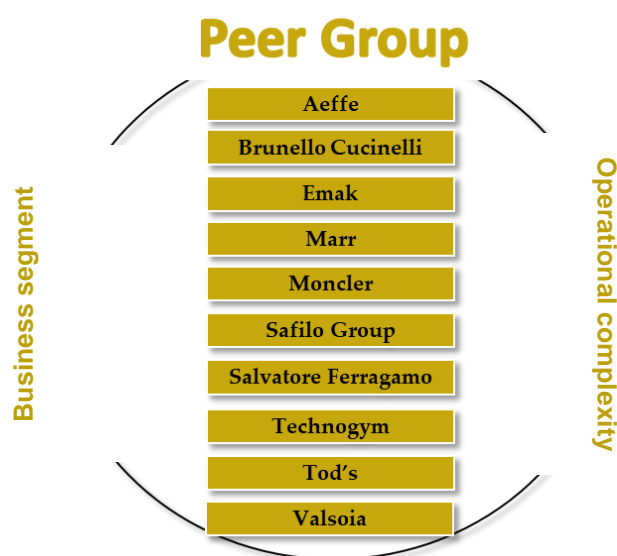 Peer Group
Business segment
Aeffe
Brunello Cucinelli
Emak
Marr
Moncler
Safilo Group
Salvatore Ferragamo
Technogym
Tod's
Valsoia
Operational complexity